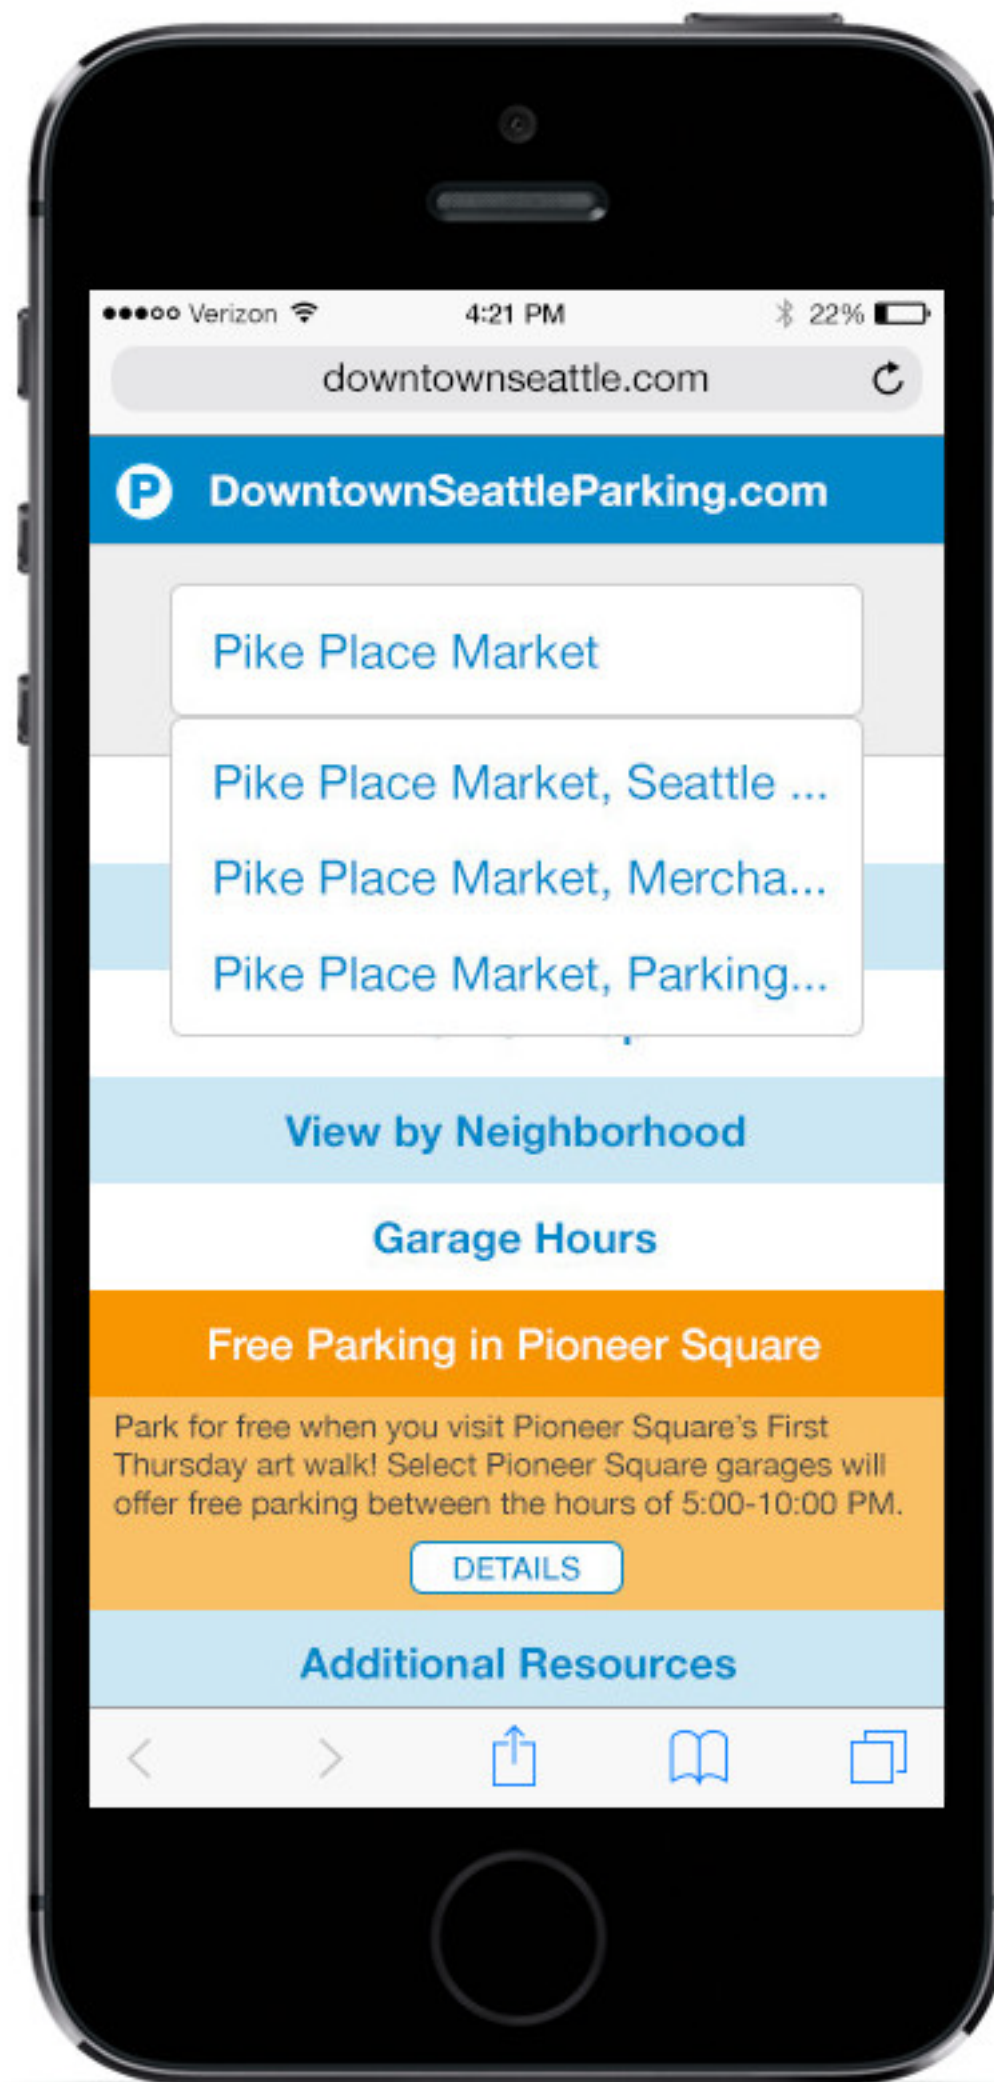 Verizon 4:21 PM 22%
downtownseattle.com
P DowntownSeattleParking.com
Pike Place Market
Pike Place Market, Seattle ...
Pike Place Market, Mercha...
Pike Place Market, Parking...
View by Neighborhood
Garage Hours
Free Parking in Pioneer Square
Park for free when you visit Pioneer Square's First
Thursday art walk! Select Pioneer Square garages will
offer free parking between the hours of 5:00-10:00 PM.
DETAILS
Additional Resources